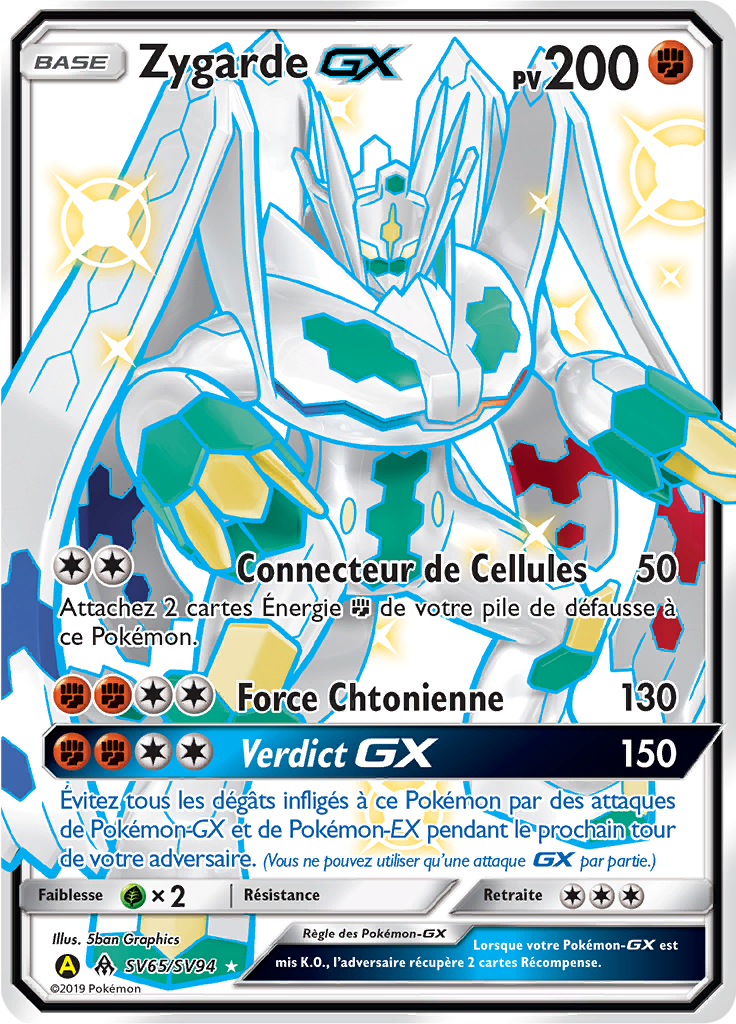 BASE Zygarde GX PV 200
Connecteur de Cellules 50
Attachez 2 cartes Énergie de votre pile de défausse à
ce Pokémon.
Force Chtonienne 130
Verdict GX 150
Évitez tous les dégâts infligés à ce Pokémon par des attaques
de Pokémon-GX et de Pokémon-EX pendant le prochain tour
de votre adversaire. (Vous ne pouvez utiliser qu'une attaque GX par partie.)
Faiblesse ×2 Résistance Retraite
Illus. 5ban Graphics
Règle des Pokémon-GX
Lorsque votre Pokémon-GX est
mis K.O., l'adversaire récupère 2 cartes Récompense.
A SV65/SV94
©2019 Pokémon